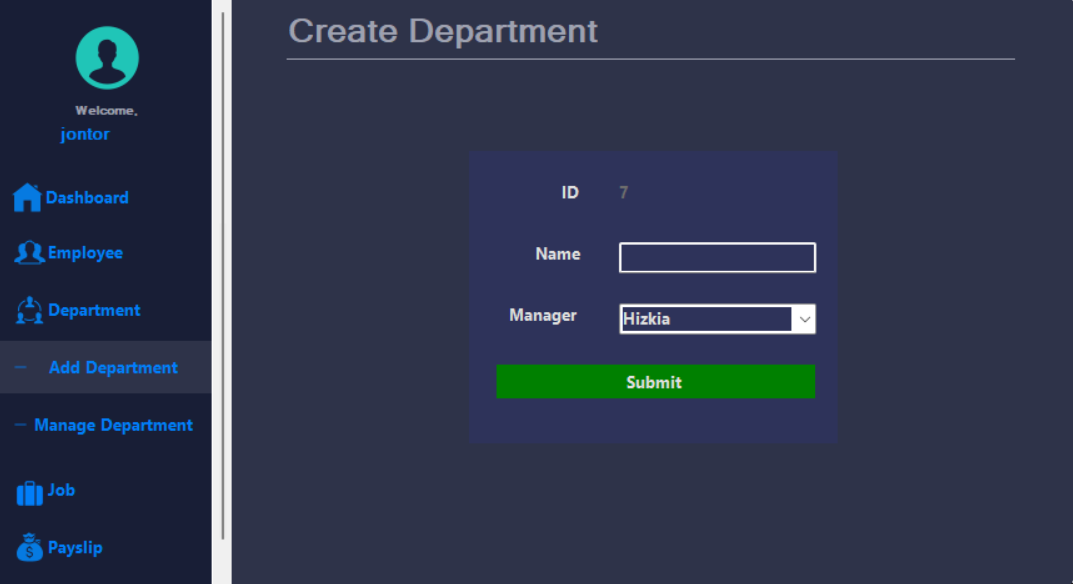 Welcome,
jontor
Dashboard
Employee
Department
Add Department
Manage Department
Job
Payslip
Create Department
ID 7
Name
Manager Hizkia
Submit